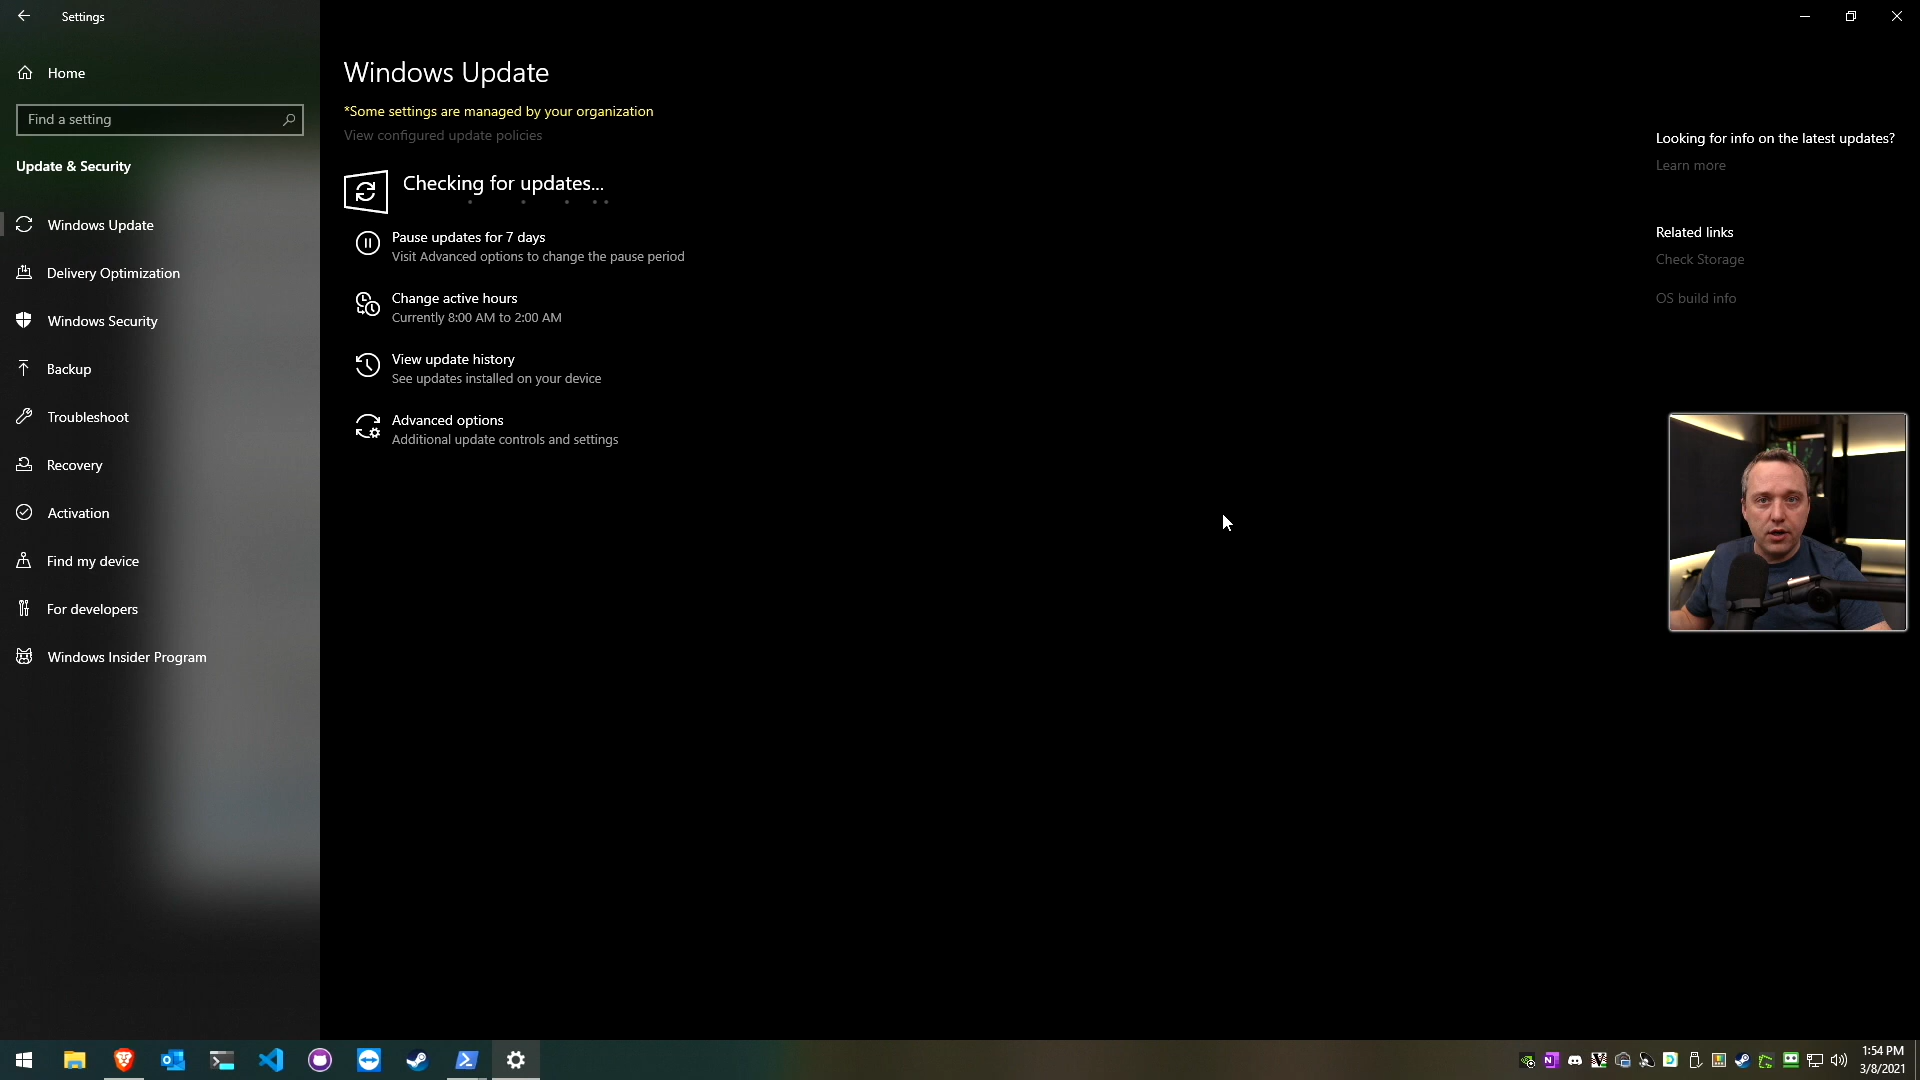 Settings
Home
Find a setting
Update & Security
Windows Update
Delivery Optimization
Windows Security
Backup
Troubleshoot
Recovery
Activation
Find my device
For developers
Windows Insider Program
Windows Update
*Some settings are managed by your organization
View configured update policies
Checking for updates...
Pause updates for 7 days
Visit Advanced options to change the pause period
Change active hours
Currently 8:00 AM to 2:00 AM
View update history
See updates installed on your device
Advanced options
Additional update controls and settings
Looking for info on the latest updates?
Learn more
Related links
Check Storage
OS build info
1:54 PM
3/8/2021